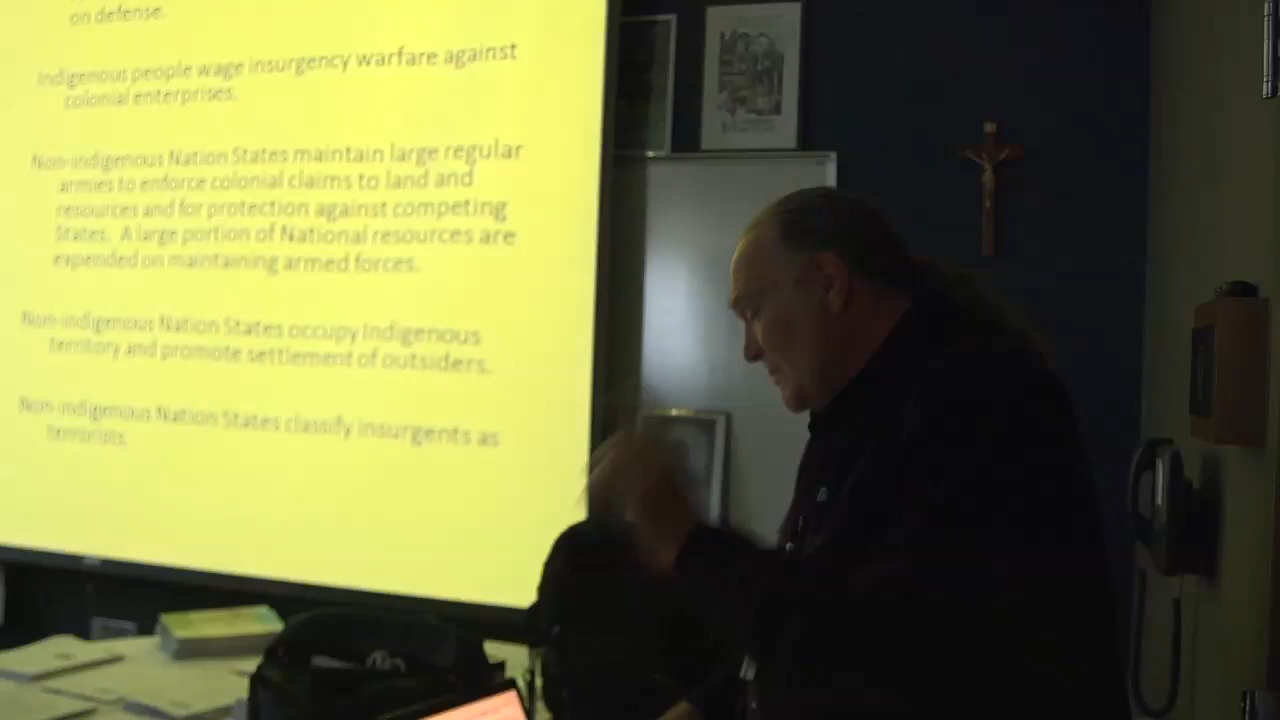 on defense.
Indigenous people wage insurgency warfare against
colonial enterprises.
Non-indigenous Nation States maintain large regular
armies to enforce colonial claims to land and
resources and for protection against competing
States. A large portion of National resources are
expended on maintaining armed forces.
Non-indigenous Nation States occupy Indigenous
territory and promote settlement of outsiders.
Non-indigenous Nation States classify insurgents as
terrorists.